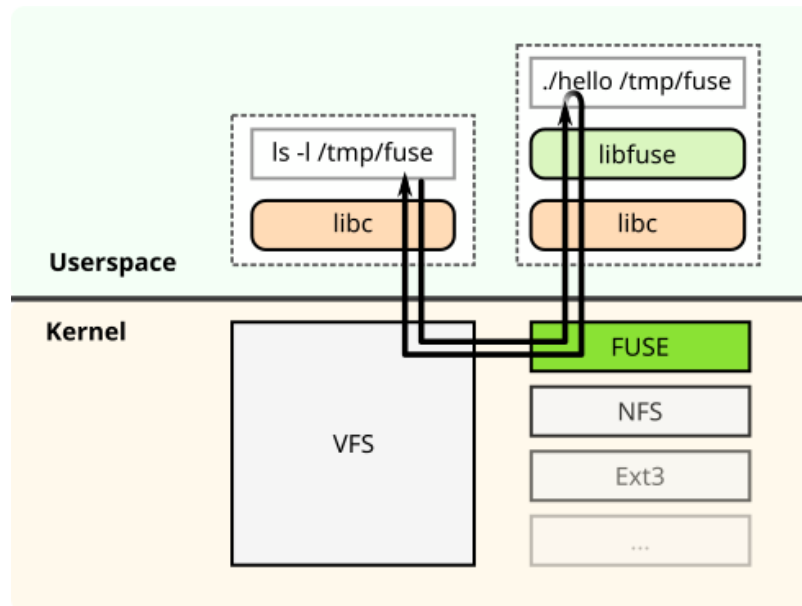 ./hello /tmp/fuse
ls -l /tmp/fuse
libfuse
libc
libc
Userspace
Kernel
FUSE
NFS
VFS
Ext3
...